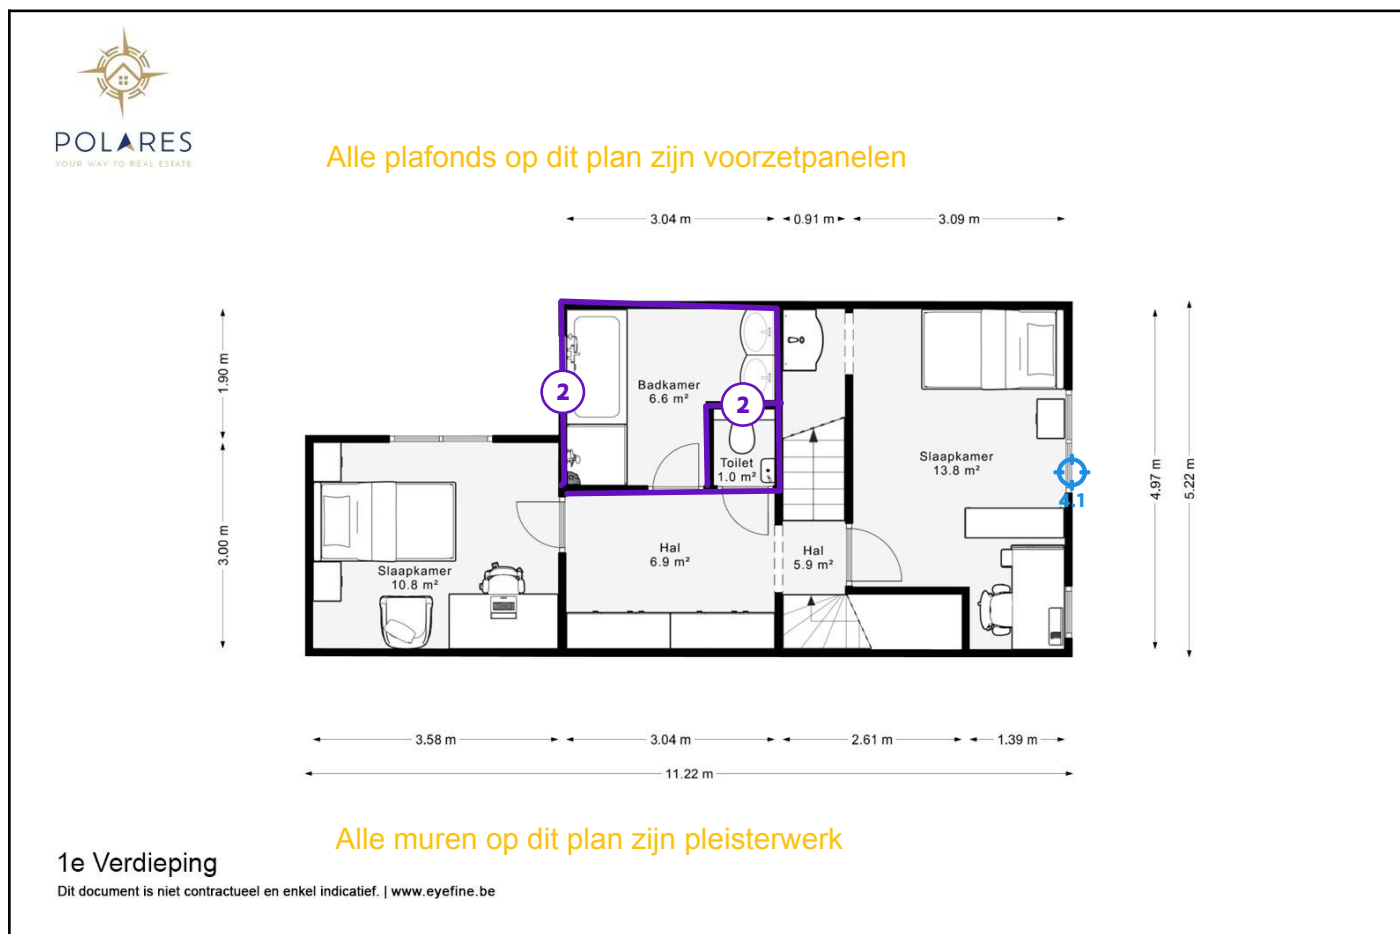 POLARES
YOUR WAY TO REAL ESTATE
Alle plafonds op dit plan zijn voorzetpanelen
3.04 m
0.91 m
3.09 m
1.90 m
3.00 m
4.97 m
5.22 m
2
2
Badkamer
6.6 m²
Toilet
1.0 m²
Slaapkamer
13.8 m²
4.1
Hal
6.9 m²
Hal
5.9 m²
Slaapkamer
10.8 m²
3.58 m
3.04 m
2.61 m
1.39 m
11.22 m
Alle muren op dit plan zijn pleisterwerk
1e Verdieping
Dit document is niet contractueel en enkel indicatief. | www.eyefine.be